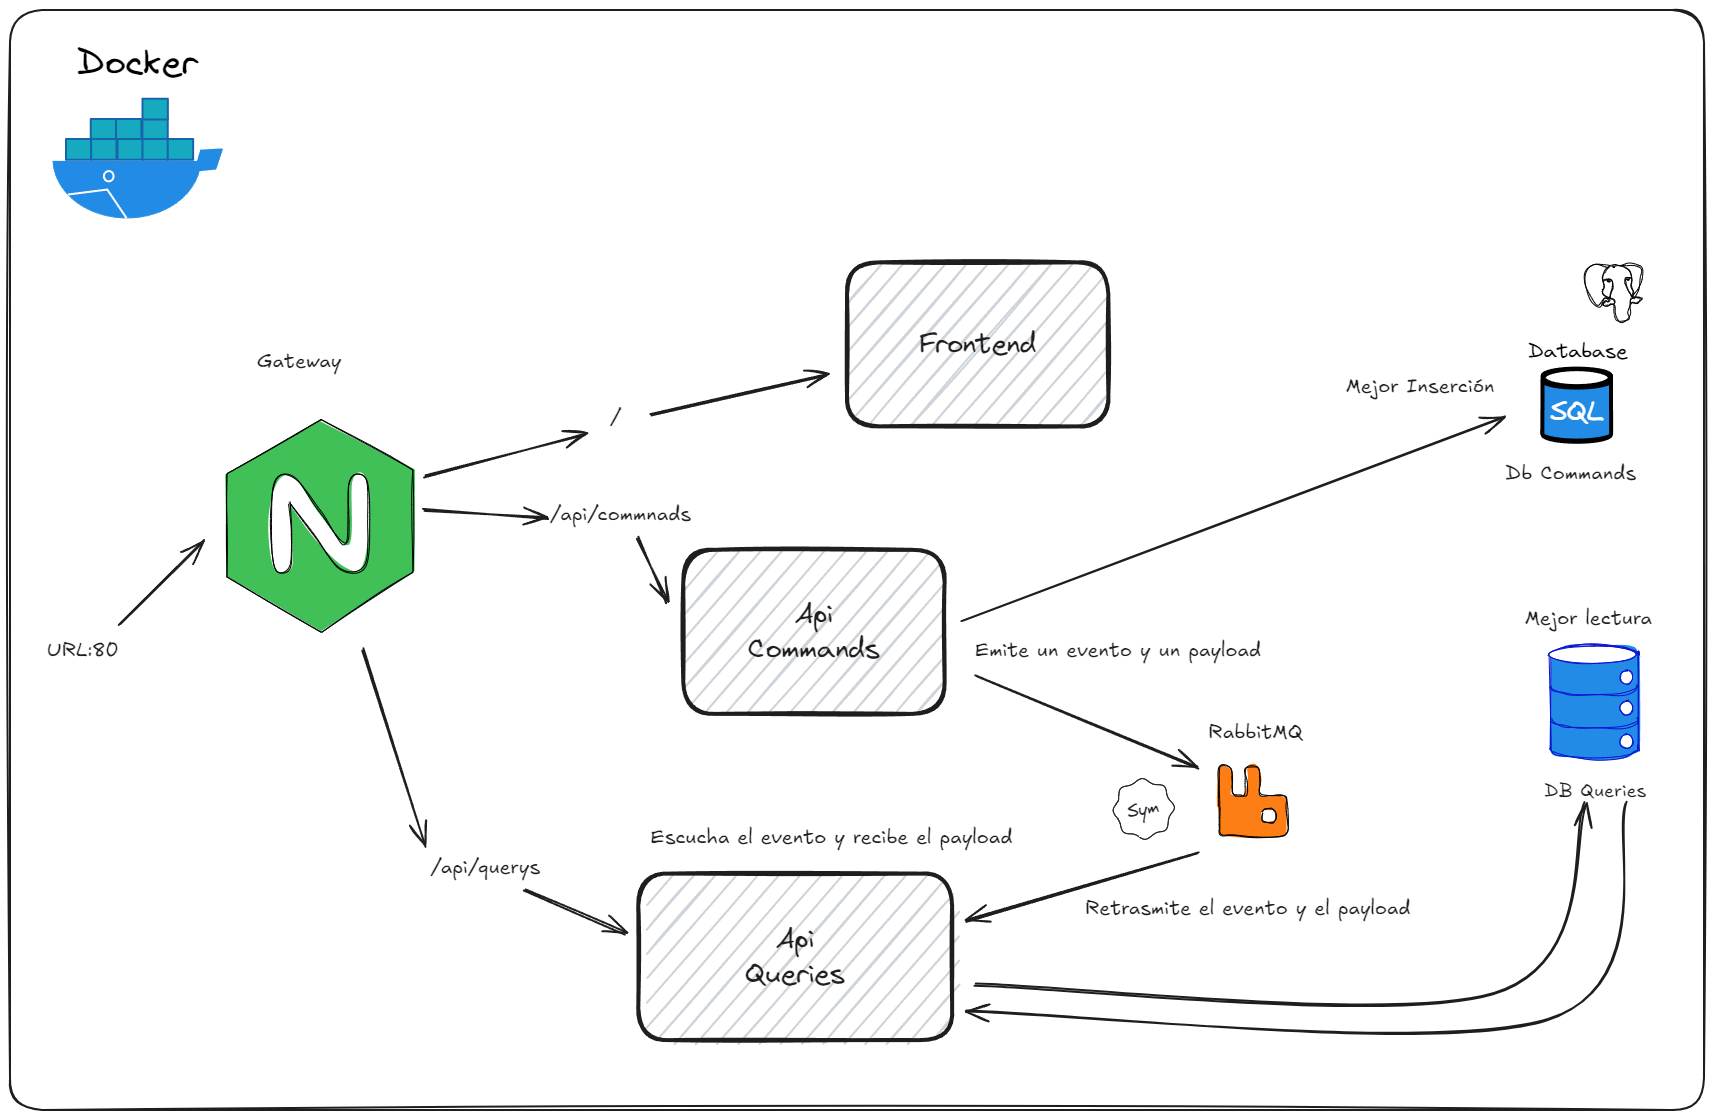 Docker
Gateway
Frontend
/
Database
Mejor Inserción
SQL
Db Commands
/api/commnads
Api
Commands
URL:80
Emite un evento y un payload
Mejor lectura
RabbitMQ
Sym
DB Queries
Escucha el evento y recibe el payload
/api/querys
Retrasmite el evento y el payload
Api
Queries